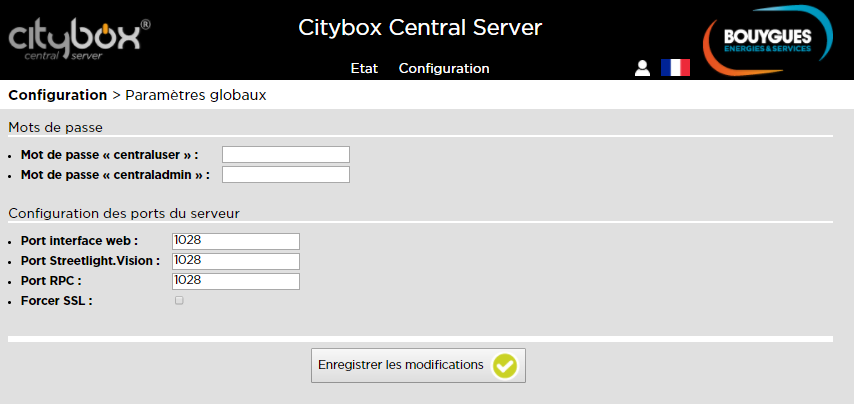 citybox®
central server
Citybox Central Server
BOUYGUES
ENERGIES & SERVICES
Etat Configuration
Configuration > Paramètres globaux
Mots de passe
• Mot de passe « centraluser » :
• Mot de passe « centraladmin » :
Configuration des ports du serveur
• Port interface web : 1028
• Port Streetlight.Vision : 1028
• Port RPC : 1028
• Forcer SSL :
Enregistrer les modifications